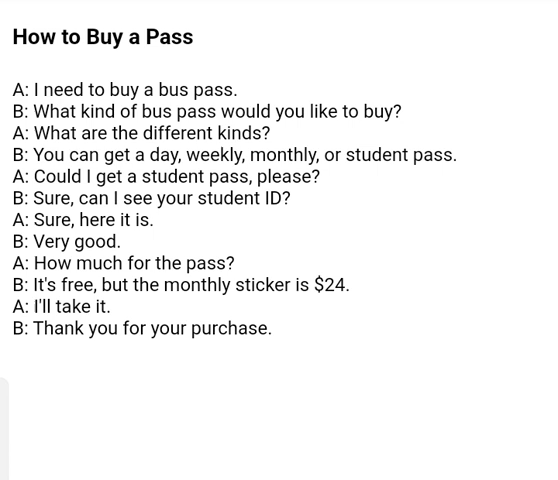 How to Buy a Pass
A: I need to buy a bus pass.
B: What kind of bus pass would you like to buy?
A: What are the different kinds?
B: You can get a day, weekly, monthly, or student pass.
A: Could I get a student pass, please?
B: Sure, can I see your student ID?
A: Sure, here it is.
B: Very good.
A: How much for the pass?
B: It's free, but the monthly sticker is $24.
A: I'll take it.
B: Thank you for your purchase.